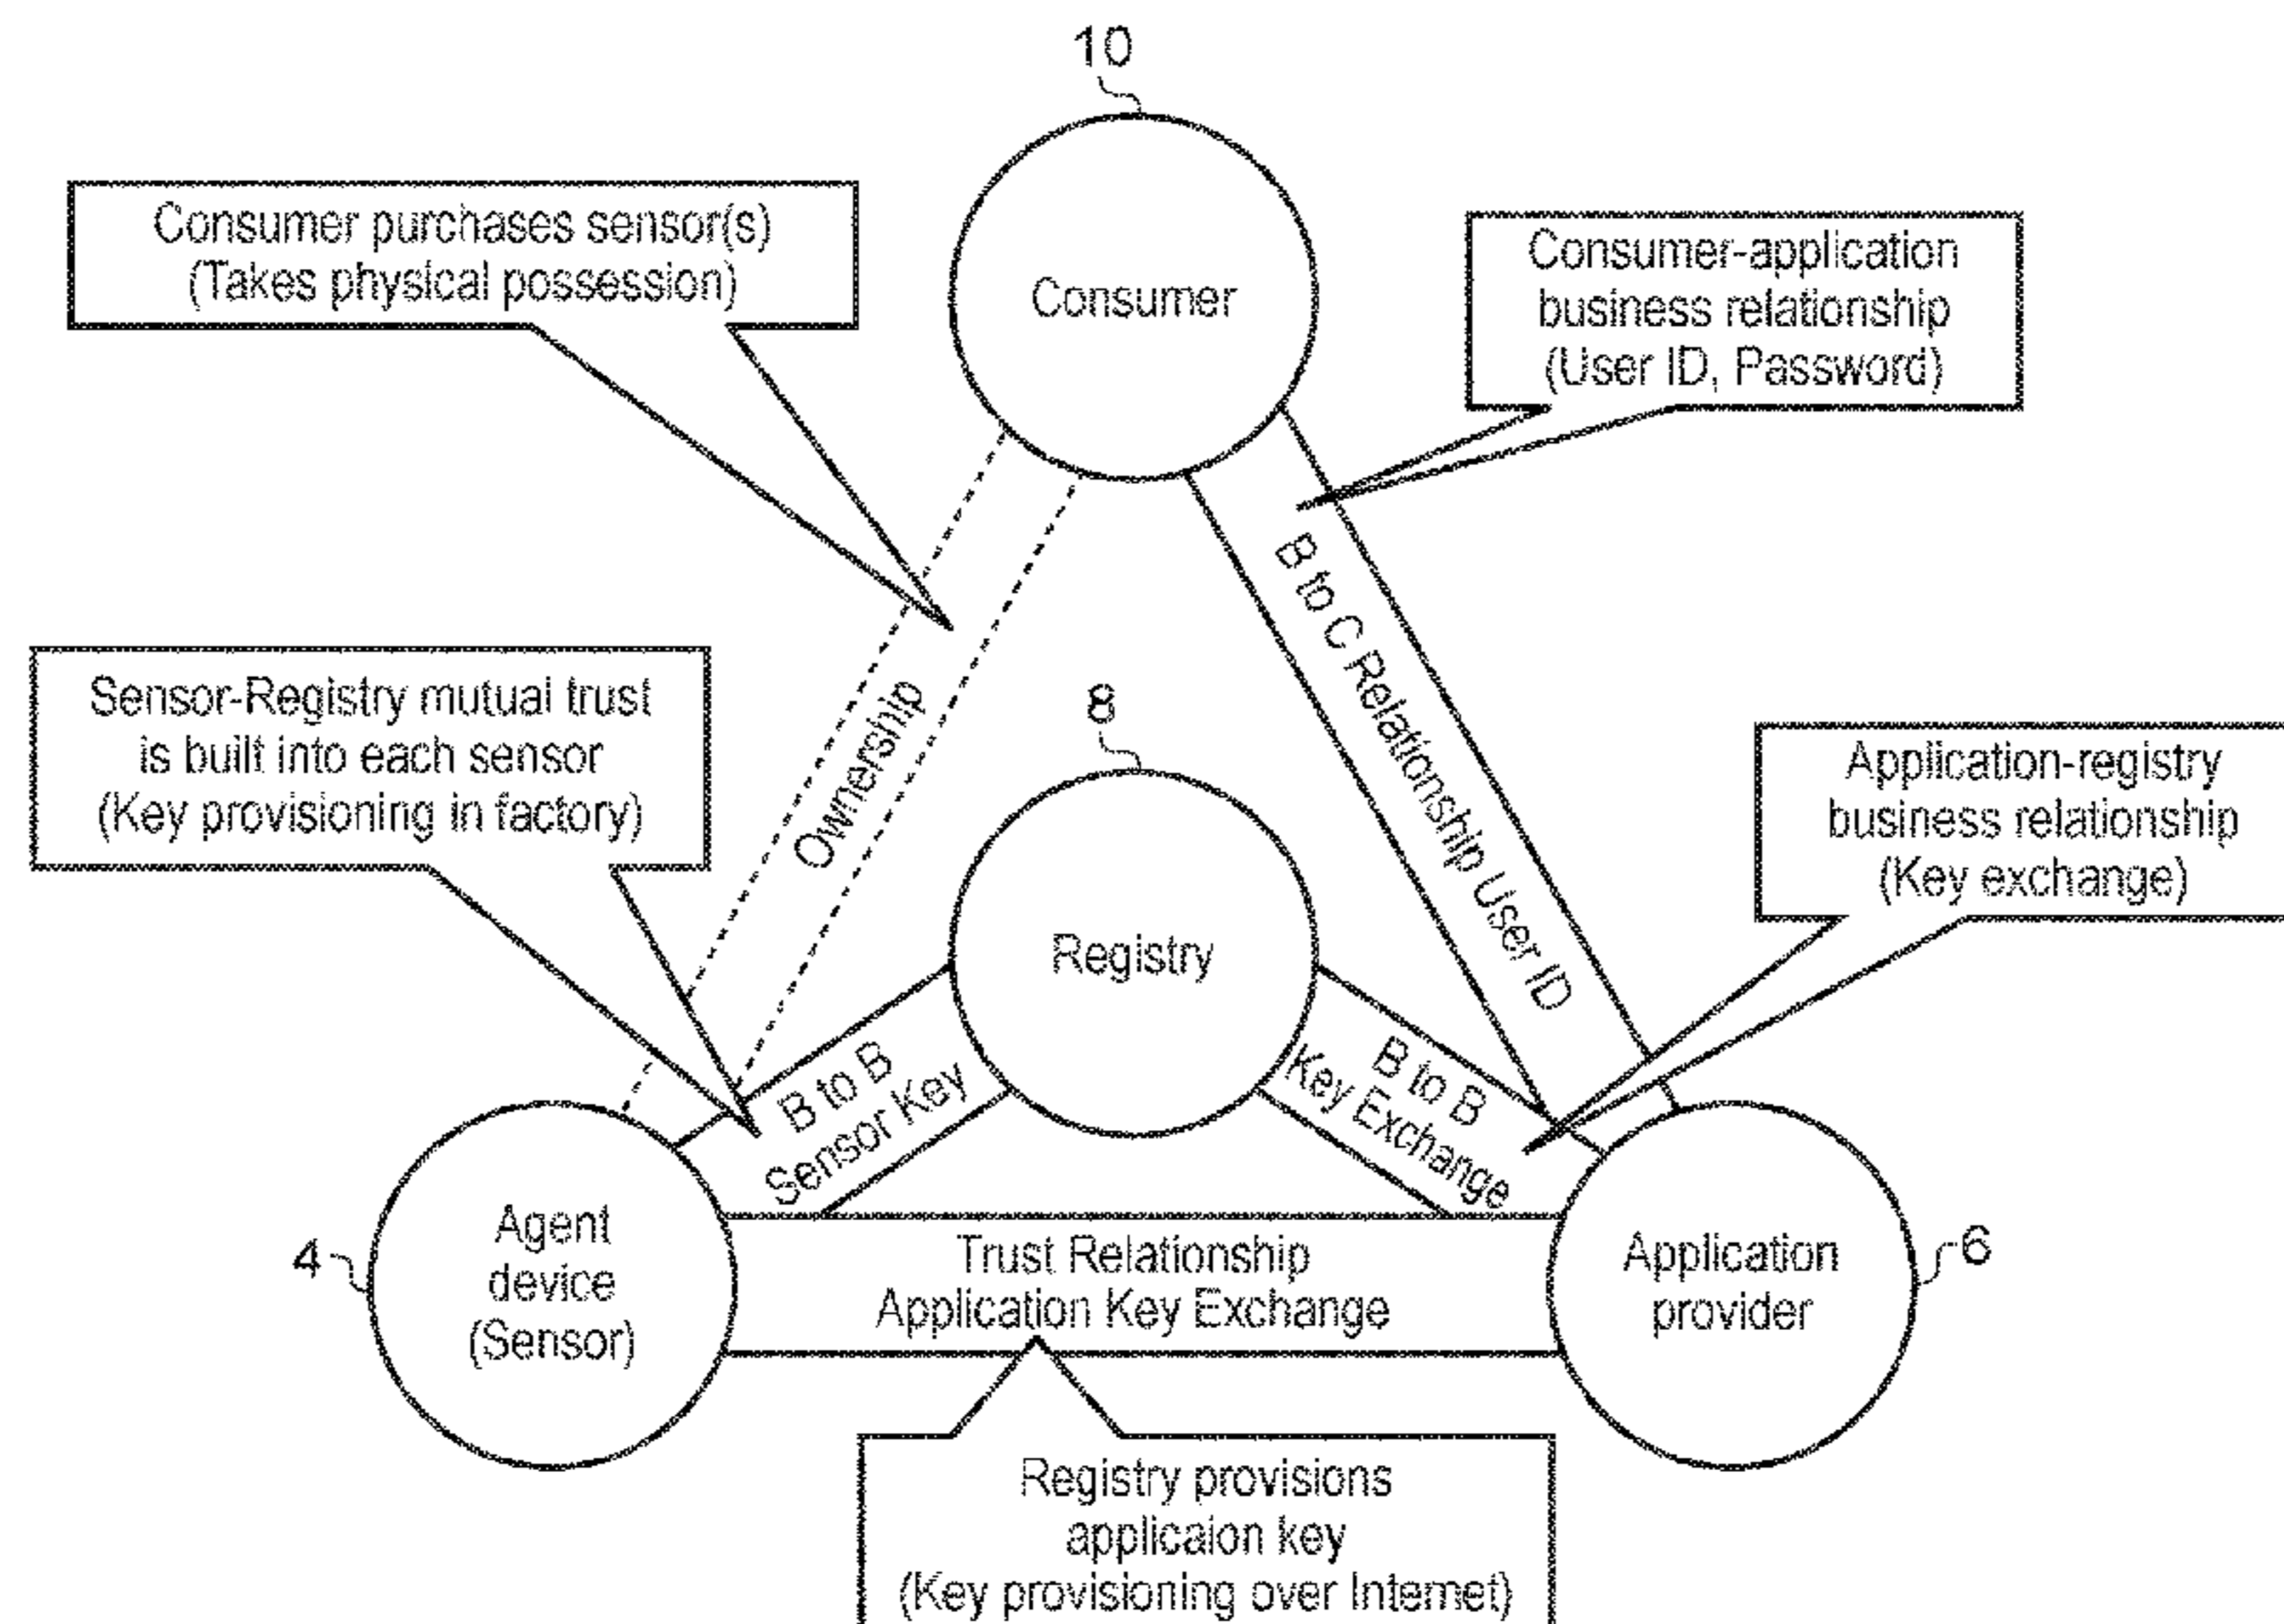 10
Consumer
Consumer purchases sensor(s)
(Takes physical possession)
Consumer-application
business relationship
(User ID, Password)
Ownership
B to C Relationship User ID
Sensor-Registry mutual trust
is built into each sensor
(Key provisioning in factory)
8
Registry
Application-registry
business relationship
(Key exchange)
B to B
Sensor Key
B to B
Key Exchange
4
Agent
device
(Sensor)
Trust Relationship
Application Key Exchange
Application
provider
6
Registry provisions
applicaion key
(Key provisioning over Internet)